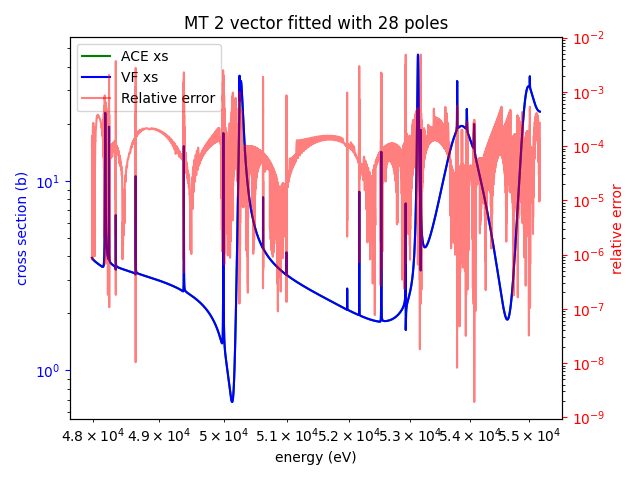 MT 2 vector fitted with 28 poles
ACE xs
VF xs
Relative error
cross section (b)
10¹
10⁰
10⁻²
10⁻³
10⁻⁴
10⁻⁵
10⁻⁶
10⁻⁷
10⁻⁸
10⁻⁹
relative error
4.8 × 10⁴ 4.9 × 10⁴ 5 × 10⁴ 5.1 × 10⁴ 5.2 × 10⁴ 5.3 × 10⁴ 5.4 × 10⁴ 5.5 × 10⁴
energy (eV)